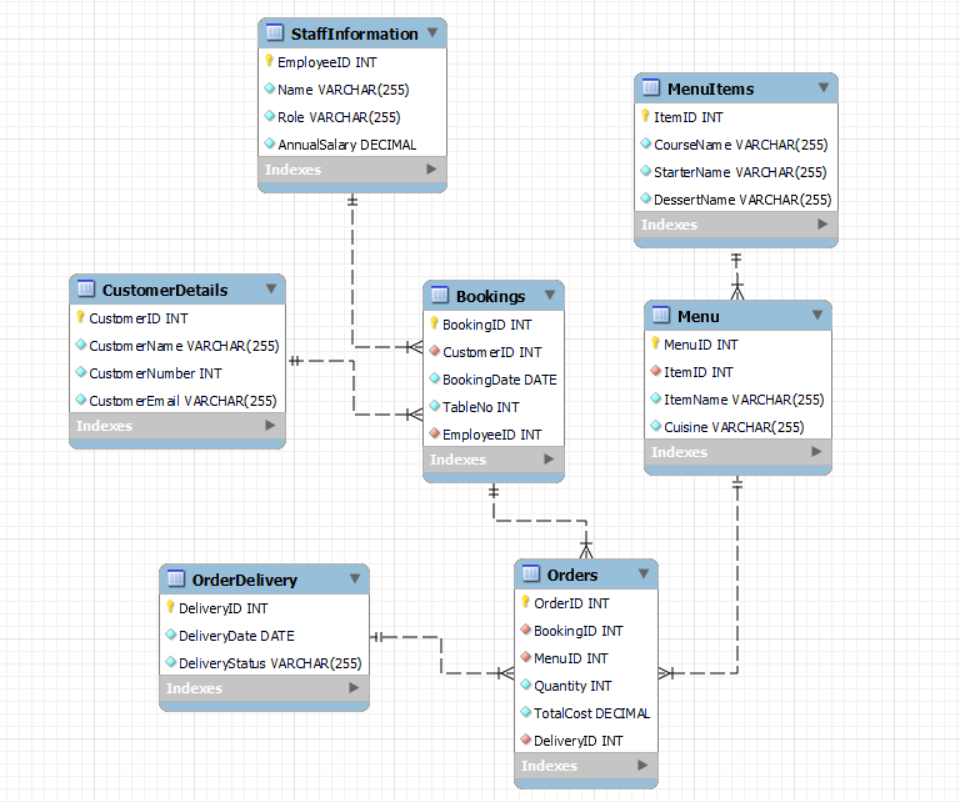 StaffInformation
EmployeeID INT
Name VARCHAR(255)
Role VARCHAR(255)
AnnualSalary DECIMAL
Indexes
MenuItems
ItemID INT
CourseName VARCHAR(255)
StarterName VARCHAR(255)
DessertName VARCHAR(255)
Indexes
CustomerDetails
CustomerID INT
CustomerName VARCHAR(255)
CustomerNumber INT
CustomerEmail VARCHAR(255)
Indexes
Bookings
BookingID INT
CustomerID INT
BookingDate DATE
TableNo INT
EmployeeID INT
Indexes
Menu
MenuID INT
ItemID INT
ItemName VARCHAR(255)
Cuisine VARCHAR(255)
Indexes
OrderDelivery
DeliveryID INT
DeliveryDate DATE
DeliveryStatus VARCHAR(255)
Indexes
Orders
OrderID INT
BookingID INT
MenuID INT
Quantity INT
TotalCost DECIMAL
DeliveryID INT
Indexes